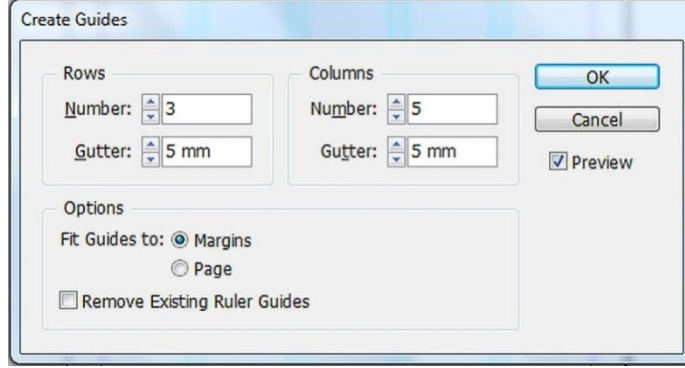 Create Guides
Rows
Number: 3
Gutter: 5 mm
Columns
Number: 5
Gutter: 5 mm
OK
Cancel
Preview
Options
Fit Guides to: Margins
Page
Remove Existing Ruler Guides